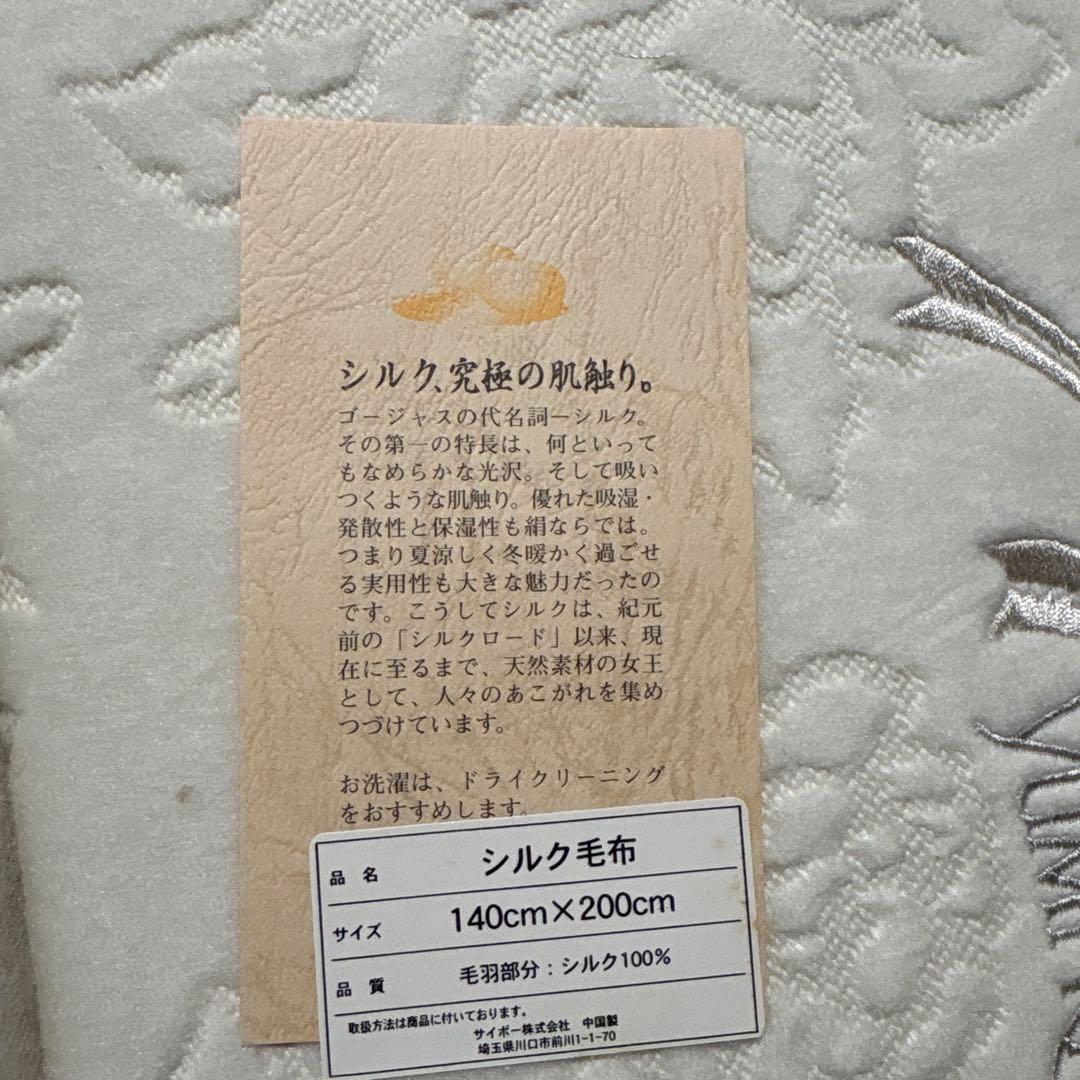 シルク、究極の肌触り。
ゴージャスの代名詞ーシルク。
その第一の特長は、何といって
もなめらかな光沢。そして吸い
つくような肌触り。優れた吸湿・
発散性と保湿性も絹ならでは。
つまり夏涼しく冬暖かく過ごせ
る実用性も大きな魅力だったの
です。こうしてシルクは、紀元
前の「シルクロード」以来、現
在に至るまで、天然素材の女王
として、人々のあこがれを集め
つづけています。
お洗濯は、ドライクリーニング
をおすすめします。
品名 シルク毛布
サイズ 140cm×200cm
品質 毛羽部分：シルク100%
取扱方法は商品に付いております。
サイボー株式会社 中国製
埼玉県川口市前川1-1-70